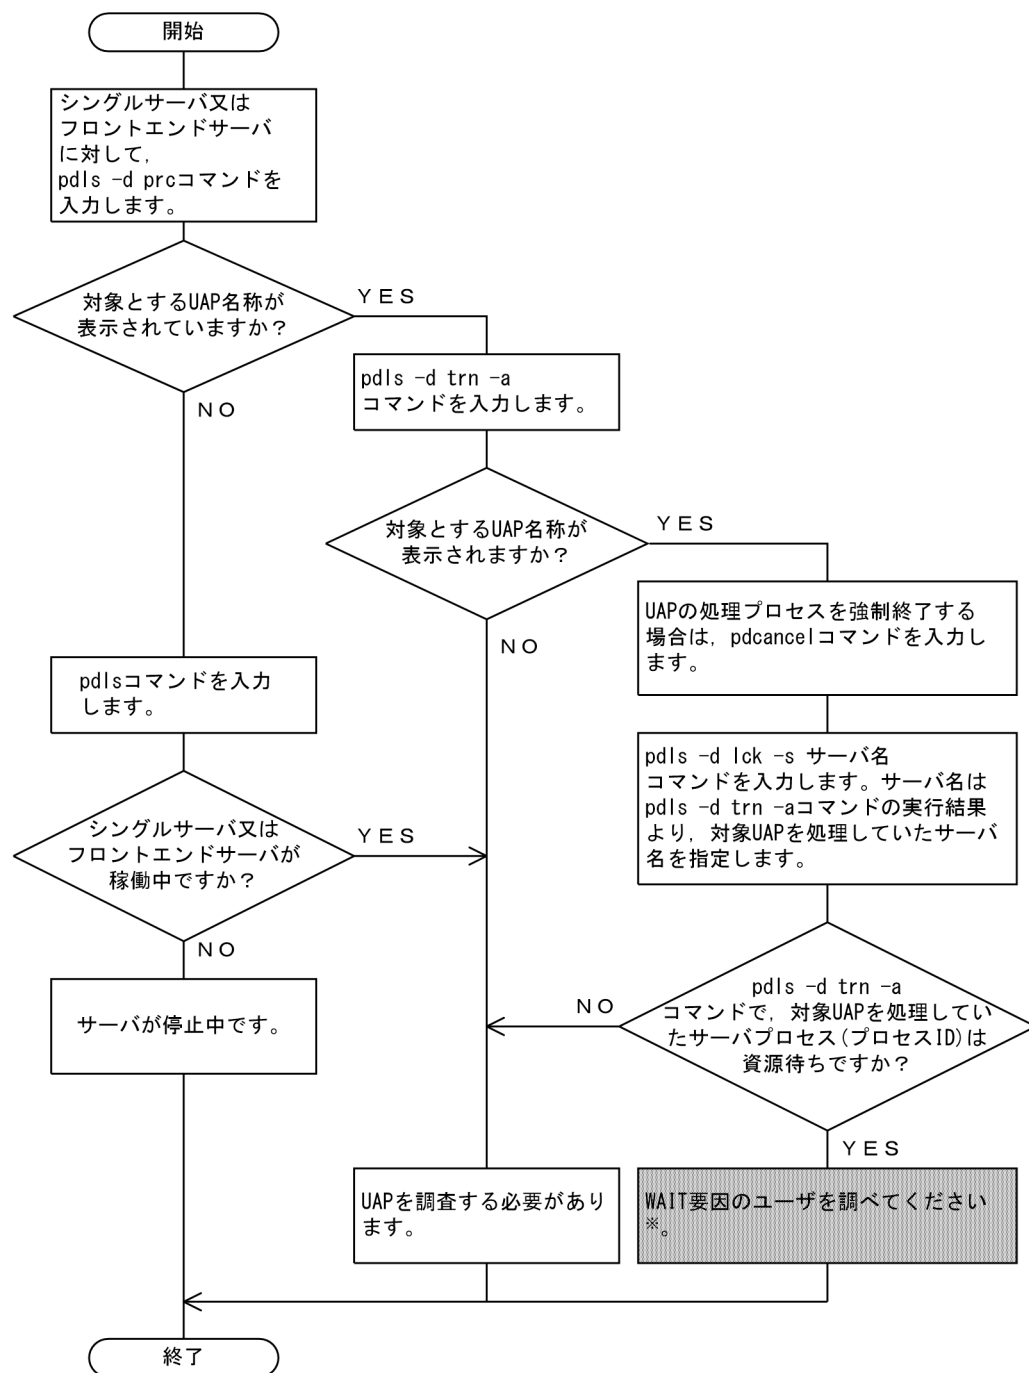 開始
シングルサーバ又は
フロントエンドサーバ
に対して,
pdls -d prcコマンドを
入力します。
対象とするUAP名称が
表示されていますか？
ＹＥＳ
ＮＯ
pdls -d trn -a
コマンドを入力します。
対象とするUAP名称が
表示されますか？
ＹＥＳ
ＮＯ
UAPの処理プロセスを強制終了する
場合は, pdcancelコマンドを入力し
ます。
pdlsコマンドを入力
します。
pdls -d lck -s サーバ名
コマンドを入力します。サーバ名は
pdls -d trn -aコマンドの実行結果
より, 対象UAPを処理していたサーバ
名を指定します。
シングルサーバ又は
フロントエンドサーバが
稼働中ですか？
ＹＥＳ
ＮＯ
サーバが停止中です。
pdls -d trn -a
コマンドで, 対象UAPを処理してい
たサーバプロセス(プロセスID)は
資源待ちですか？
ＮＯ
ＹＥＳ
UAPを調査する必要があり
ます。
WAIT要因のユーザを調べてください
※。
終了